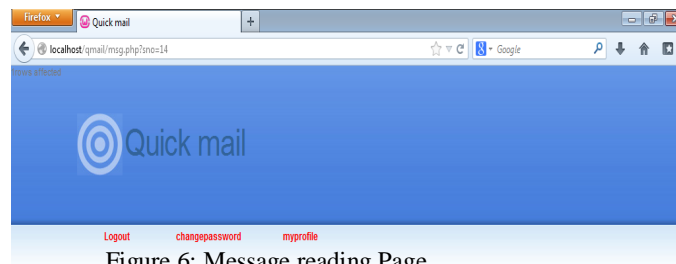 Firefox
Quick mail
localhost/qmail/msg.php?sno=14
Google
rows affected
Quick mail
Logout changepassword myprofile
Figure 6: Message reading Page